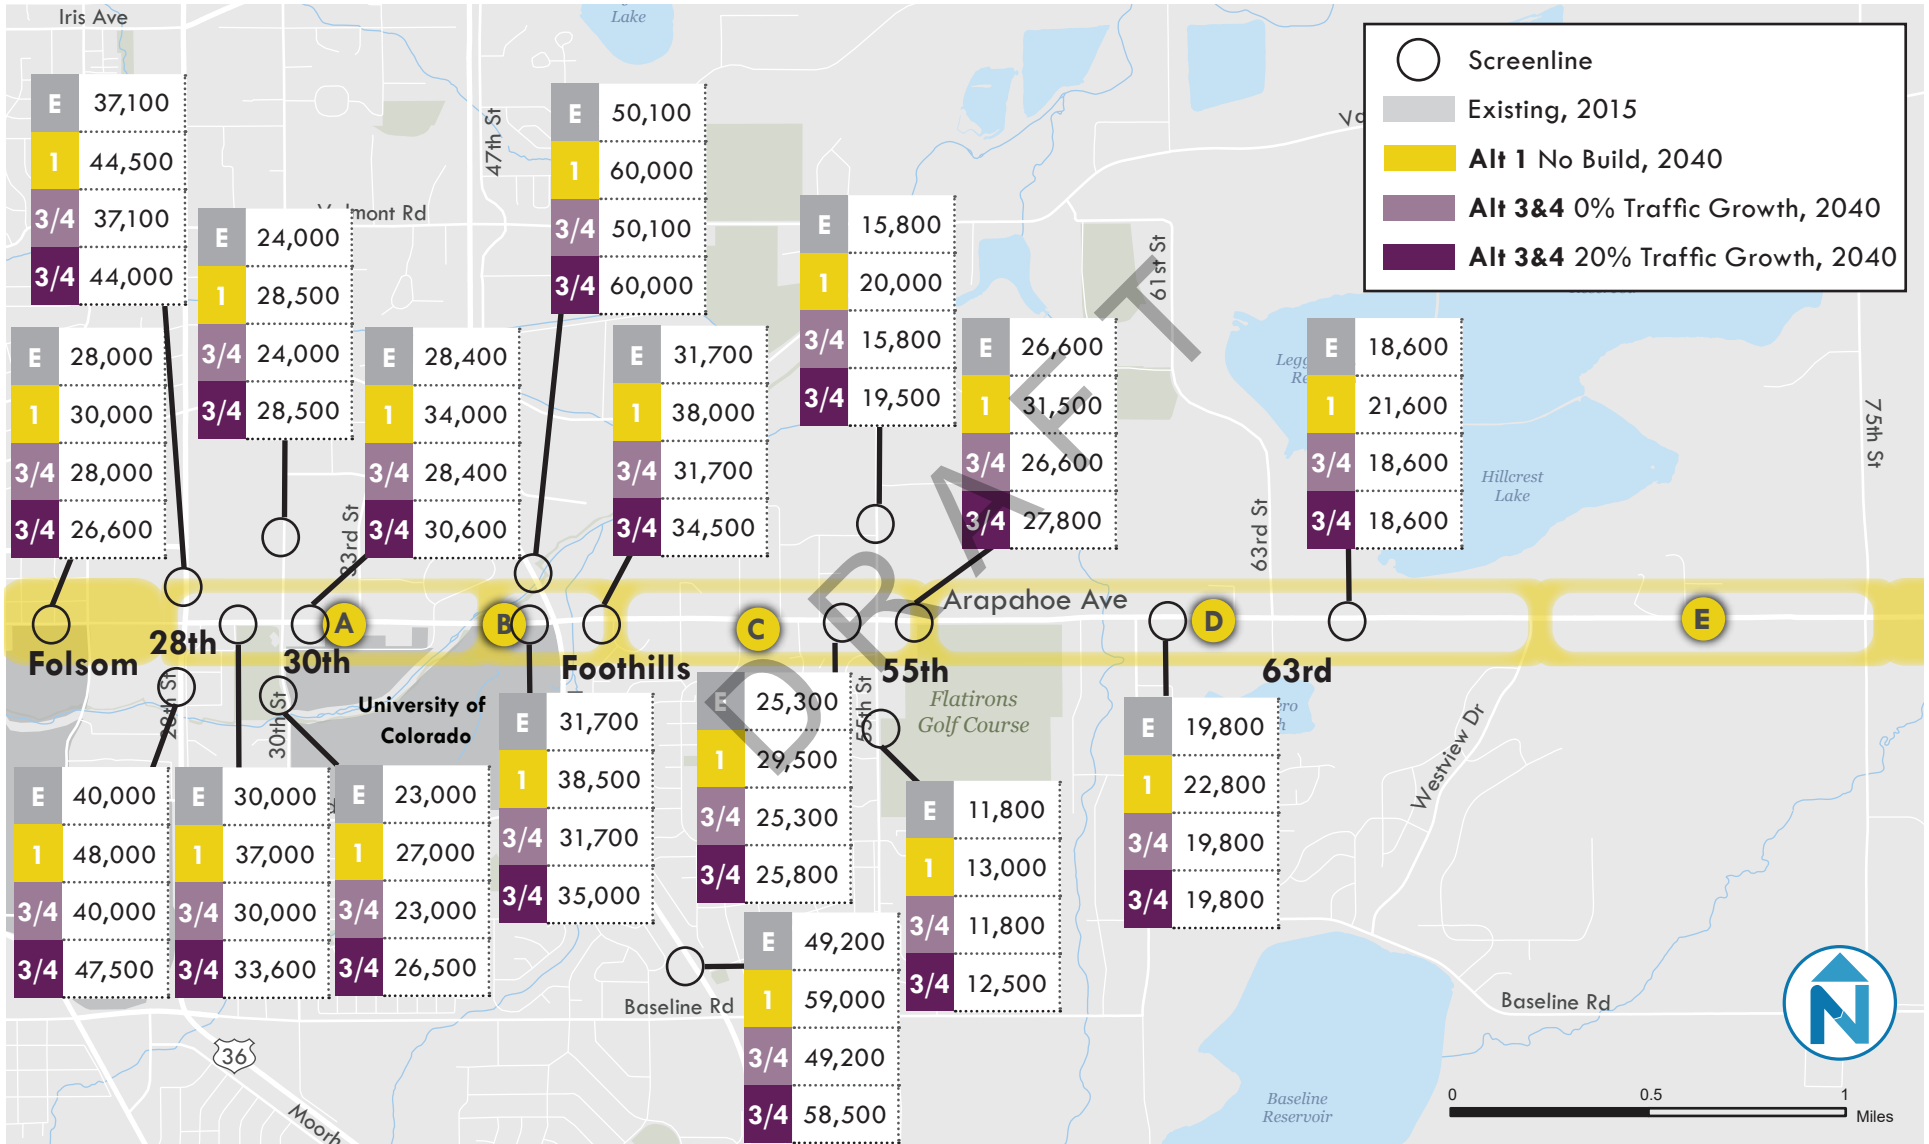 Iris Ave
Lake
Screenline
Existing, 2015
Alt 1 No Build, 2040
Alt 3&4 0% Traffic Growth, 2040
Alt 3&4 20% Traffic Growth, 2040
E 37,100
1 44,500
3/4 37,100
3/4 44,000
47th St
E 50,100
1 60,000
3/4 50,100
3/4 60,000
Valmont Rd
E 24,000
1 28,500
3/4 24,000
3/4 28,500
E 15,800
1 20,000
3/4 15,800
3/4 19,500
61st St
E 28,000
1 30,000
3/4 28,000
3/4 26,600
E 28,400
1 34,000
3/4 28,400
3/4 30,600
E 31,700
1 38,000
3/4 31,700
3/4 34,500
E 26,600
1 31,500
3/4 26,600
3/4 27,800
E 18,600
1 21,600
3/4 18,600
3/4 18,600
Hillcrest
Lake
75th St
33rd St
63rd St
DRAFT
Arapahoe Ave
A
B
C
D
E
Folsom
28th
30th
Foothills
55th
63rd
28th St
30th St
University of
Colorado
55th St
Flatirons
Golf Course
Westview Dr
E 40,000
1 48,000
3/4 40,000
3/4 47,500
E 30,000
1 37,000
3/4 30,000
3/4 33,600
E 23,000
1 27,000
3/4 23,000
3/4 26,500
E 31,700
1 38,500
3/4 31,700
3/4 35,000
E 25,300
1 29,500
3/4 25,300
3/4 25,800
E 11,800
1 13,000
3/4 11,800
3/4 12,500
E 19,800
1 22,800
3/4 19,800
3/4 19,800
E 49,200
1 59,000
3/4 49,200
3/4 58,500
Baseline Rd
Baseline Rd
36
Moorh
Baseline
Reservoir
N
0 0.5 1
Miles